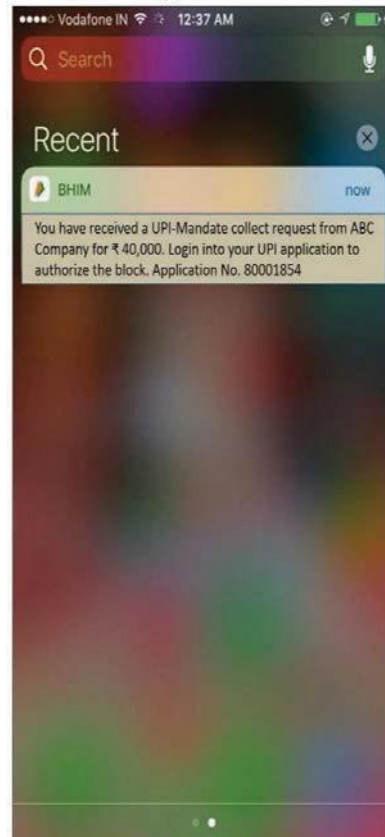 Vodafone IN 12:37 AM
Search
Recent
BHIM now
You have received a UPI-Mandate collect request from ABC
Company for ₹ 40,000. Login into your UPI application to
authorize the block. Application No. 80001854